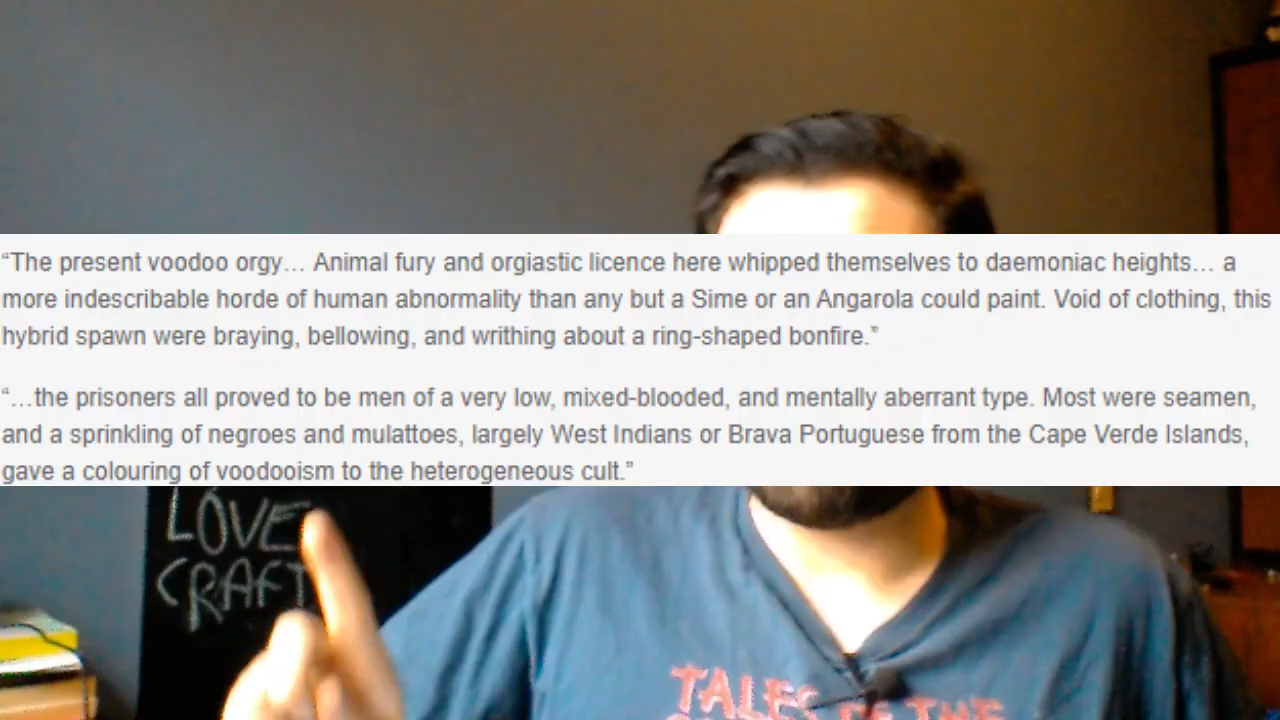 “The present voodoo orgy… Animal fury and orgiastic licence here whipped themselves to daemoniac heights… a
more indescribable horde of human abnormality than any but a Sime or an Angarola could paint. Void of clothing, this
hybrid spawn were braying, bellowing, and writhing about a ring-shaped bonfire.”
“…the prisoners all proved to be men of a very low, mixed-blooded, and mentally aberrant type. Most were seamen,
and a sprinkling of negroes and mulattoes, largely West Indians or Brava Portuguese from the Cape Verde Islands,
gave a colouring of voodooism to the heterogeneous cult.”
LOVE
CRAFT
TALES OF THE